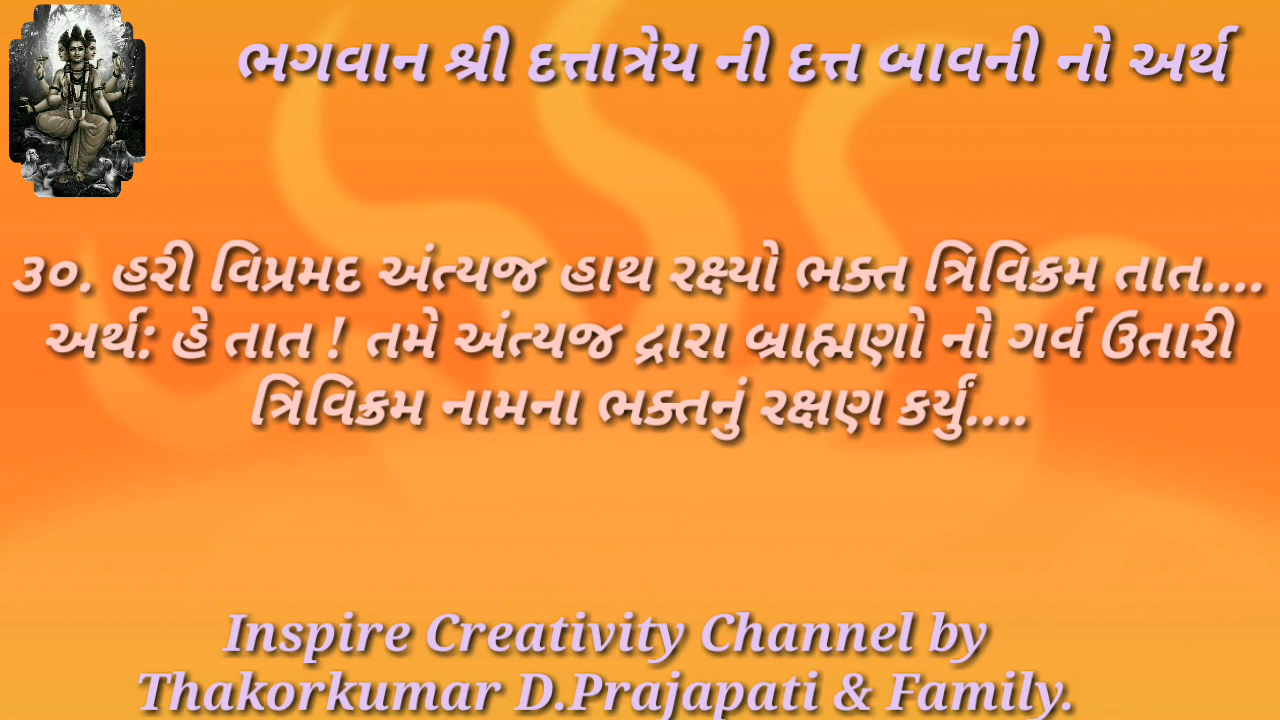 ભગવાન શ્રી દત્તાત્રેય ની દત્ત બાવની નો અર્થ
૩૦. હરી વિપ્રમદ અંત્યજ હાથ રક્ષ્યો ભક્ત ત્રિવિક્રમ તાત....
અર્થ: હે તાત ! તમે અંત્યજ દ્રારા બ્રાહ્મણો નો ગર્વ ઉતારી
ત્રિવિક્રમ નામના ભક્તનું રક્ષણ કર્યું....
Inspire Creativity Channel by
Thakorkumar D.Prajapati & Family.